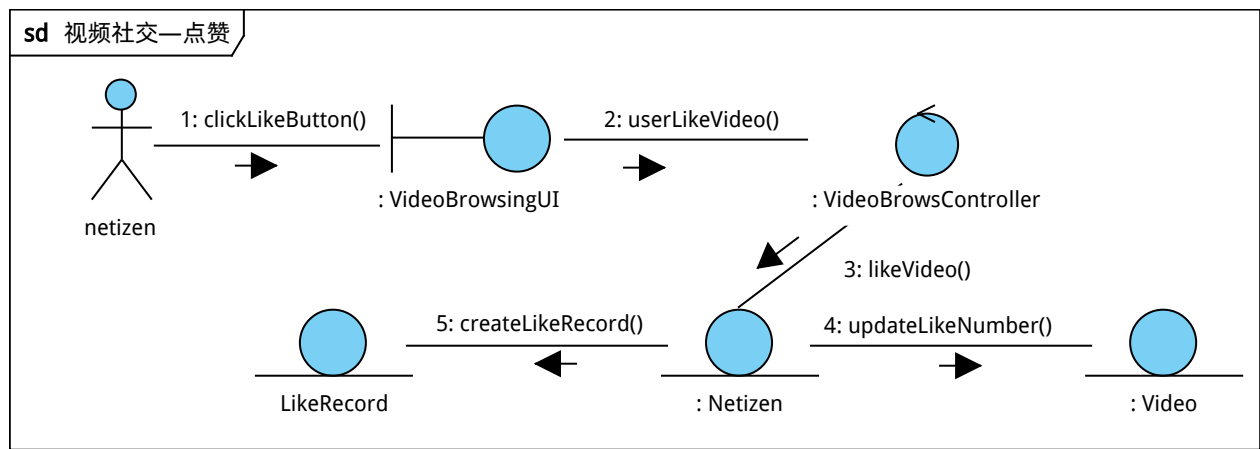 sd 视频社交—点赞
1: clickLikeButton()
2: userLikeVideo()
: VideoBrowsingUI
: VideoBrowsController
netizen
3: likeVideo()
5: createLikeRecord()
4: updateLikeNumber()
LikeRecord
: Netizen
: Video